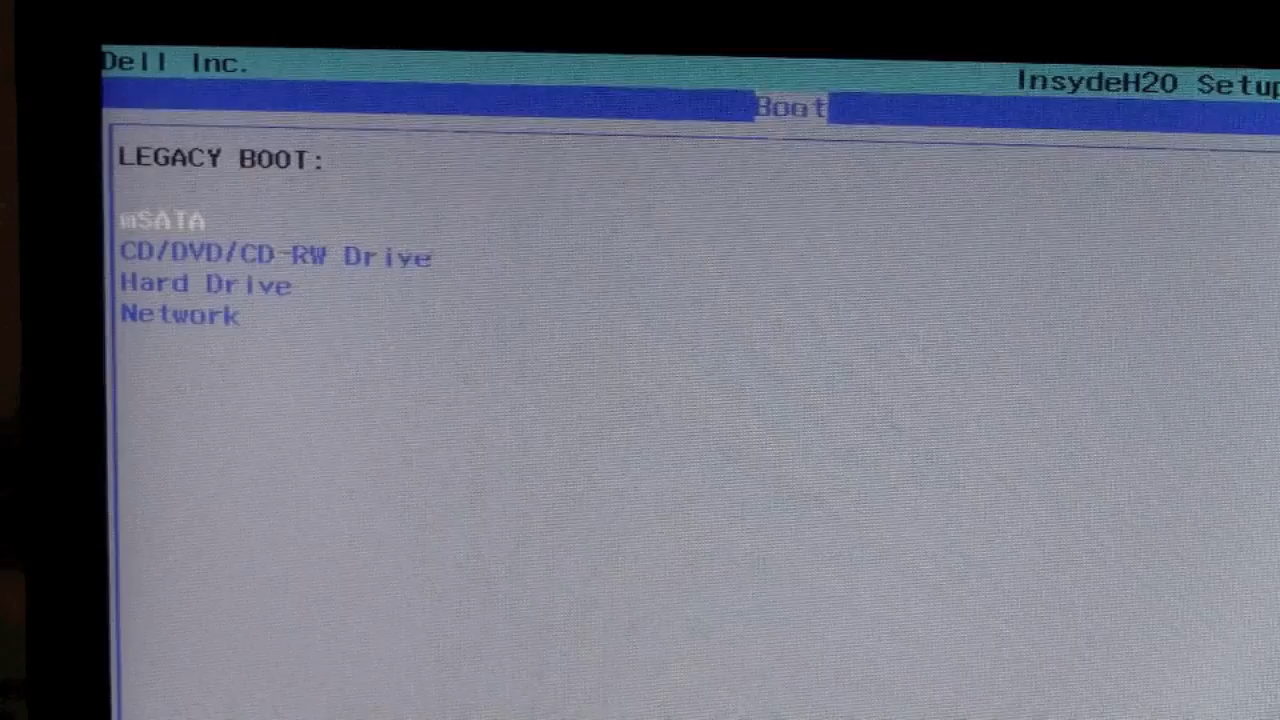 Dell Inc.
InsydeH20 Setup
Boot
LEGACY BOOT:
mSATA
CD/DVD/CD-RW Drive
Hard Drive
Network